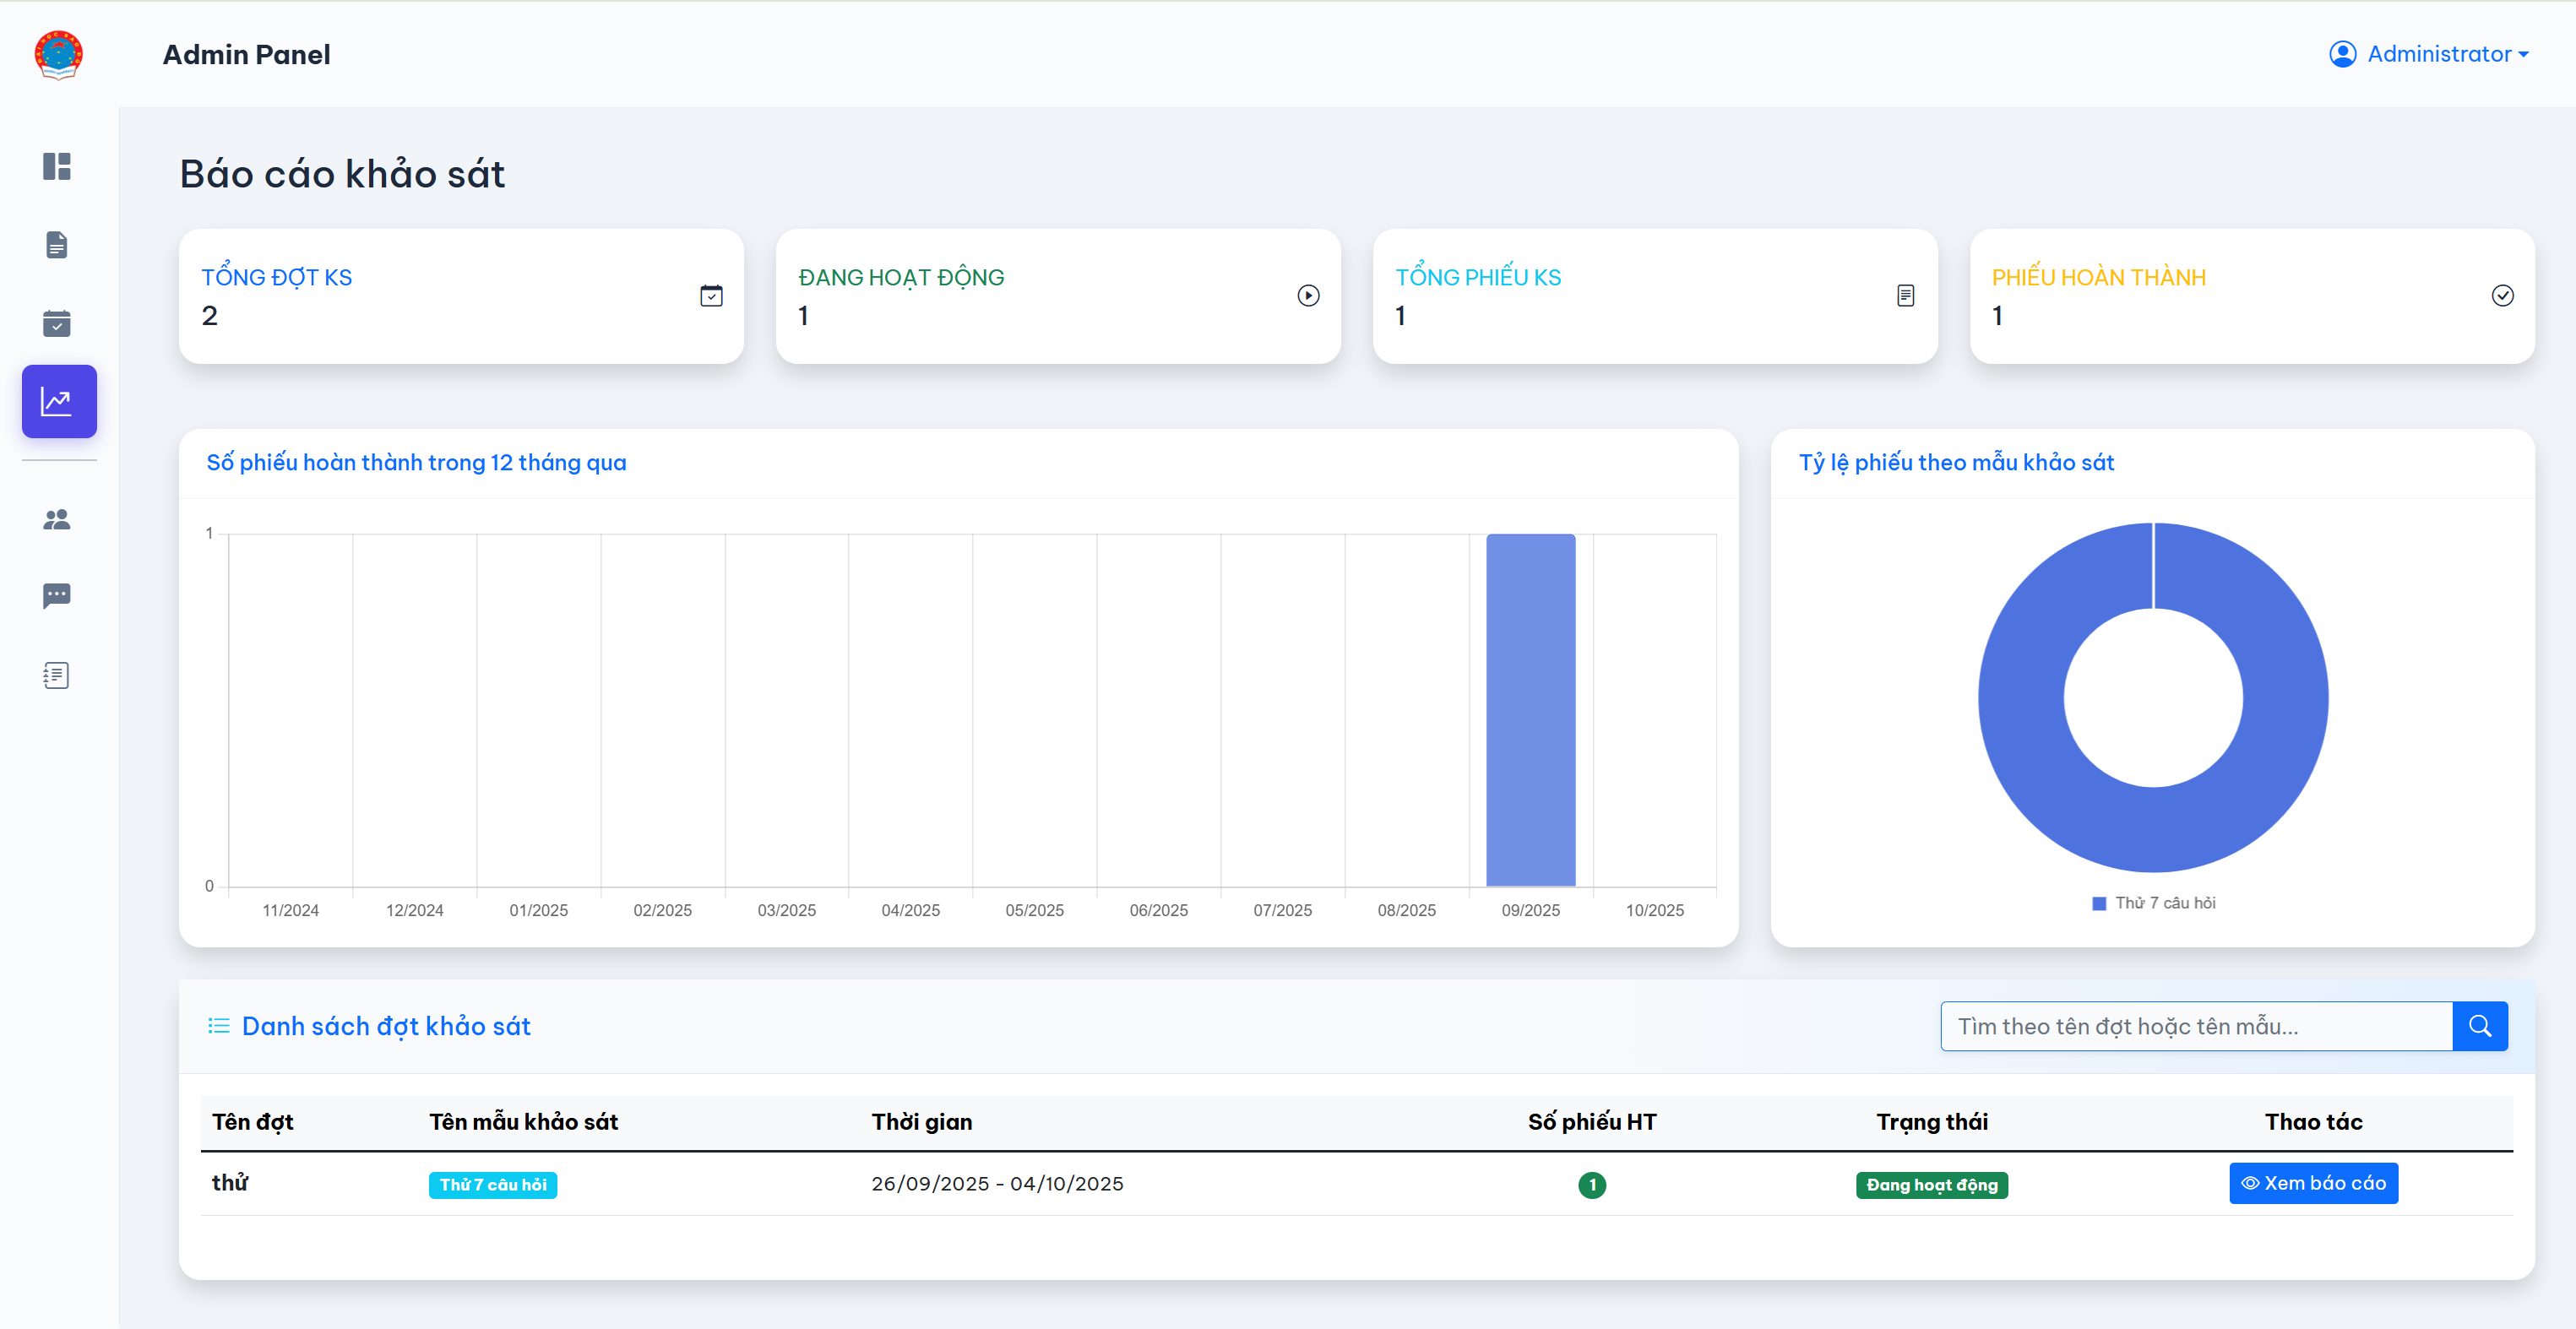 Admin Panel
Administrator
Báo cáo khảo sát
TỔNG ĐỢT KS
2
ĐANG HOẠT ĐỘNG
1
TỔNG PHIẾU KS
1
PHIẾU HOÀN THÀNH
1
Số phiếu hoàn thành trong 12 tháng qua
1
0
11/2024 12/2024 01/2025 02/2025 03/2025 04/2025 05/2025 06/2025 07/2025 08/2025 09/2025 10/2025
Tỷ lệ phiếu theo mẫu khảo sát
Thử 7 câu hỏi
Danh sách đợt khảo sát
Tìm theo tên đợt hoặc tên mẫu...
Tên đợt Tên mẫu khảo sát Thời gian Số phiếu HT Trạng thái Thao tác
thử Thử 7 câu hỏi 26/09/2025 - 04/10/2025 1 Đang hoạt động Xem báo cáo